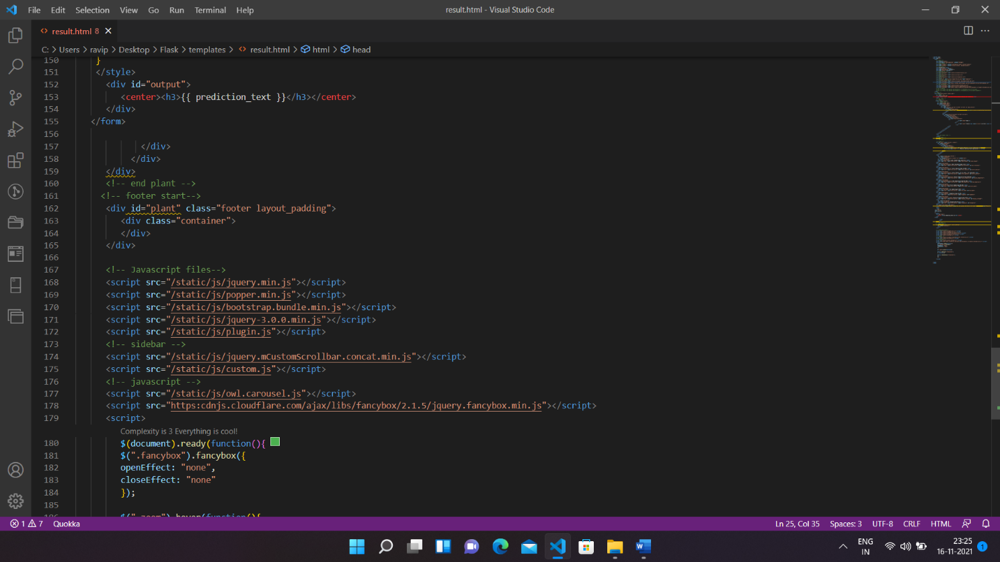 File Edit Selection View Go Run Terminal Help
result.html - Visual Studio Code
result.html 8
C: > Users > ravip > Desktop > Flask > templates > result.html > html > head
150 }
151 </style>
152 <div id="output">
153 <center><h3>{{ prediction_text }}</h3></center>
154 </div>
155 </form>
156
157 </div>
158 </div>
159 </div>
160 <!-- end plant -->
161 <!-- footer start-->
162 <div id="plant" class="footer layout_padding">
163 <div class="container">
164 </div>
165 </div>
166
167 <!-- Javascript files-->
168 <script src="/static/js/jquery.min.js"></script>
169 <script src="/static/js/popper.min.js"></script>
170 <script src="/static/js/bootstrap.bundle.min.js"></script>
171 <script src="/static/js/jquery-3.0.0.min.js"></script>
172 <script src="/static/js/plugin.js"></script>
173 <!-- sidebar -->
174 <script src="/static/js/jquery.mCustomScrollbar.concat.min.js"></script>
175 <script src="/static/js/custom.js"></script>
176 <!-- javascript -->
177 <script src="/static/js/owl.carousel.js"></script>
178 <script src="https:cdnjs.cloudflare.com/ajax/libs/fancybox/2.1.5/jquery.fancybox.min.js"></script>
179 <script>
Complexity is 3 Everything is cool!
180 $(document).ready(function(){
181 $(".fancybox").fancybox({
182 openEffect: "none",
183 closeEffect: "none"
184 });
185
186 $(".zoom").hover(function(){
1 7 Quokka
Ln 25, Col 35 Spaces: 3 UTF-8 CRLF HTML
ENG
IN
23:25
16-11-2021
1